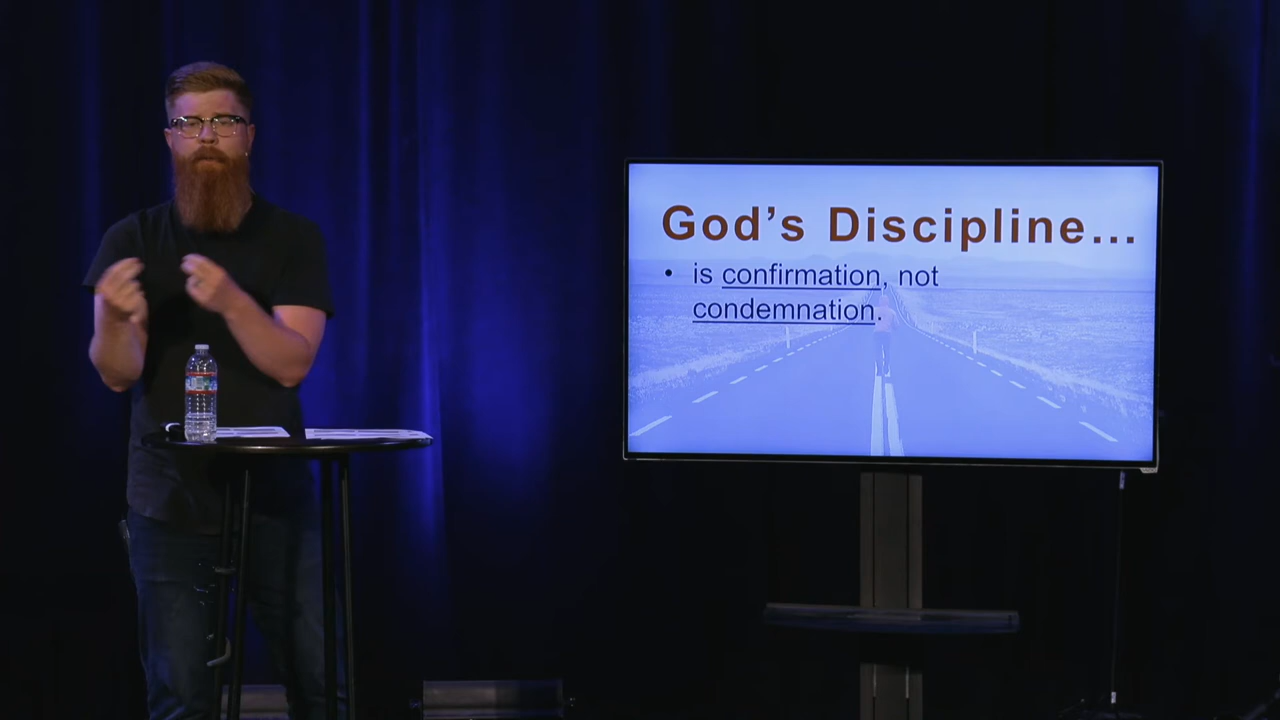 God’s Discipline...
• is confirmation, not
condemnation.